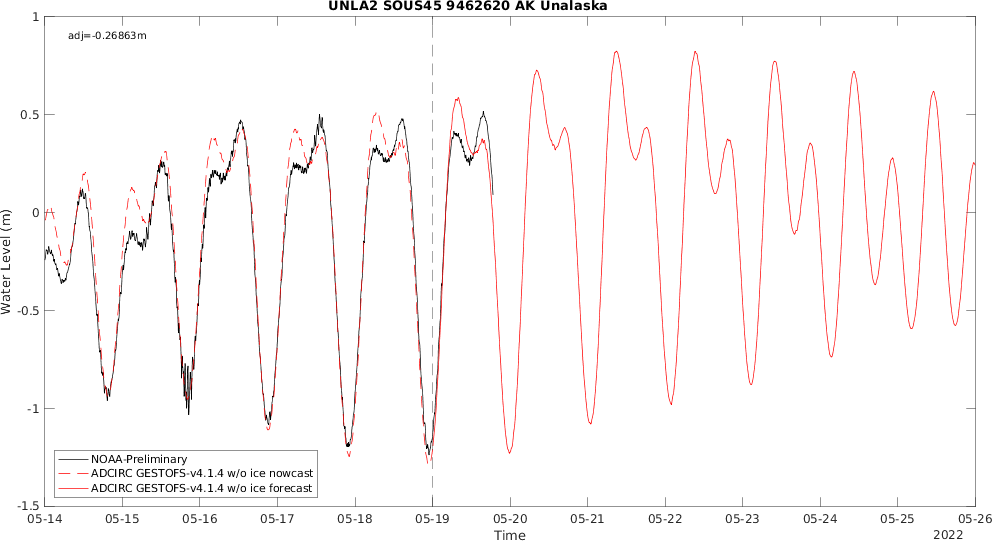 UNLA2 SOUS45 9462620 AK Unalaska
adj=-0.26863m
1
0.5
0
-0.5
-1
-1.5
Water Level (m)
NOAA-Preliminary
ADCIRC GESTOFS-v4.1.4 w/o ice nowcast
ADCIRC GESTOFS-v4.1.4 w/o ice forecast
05-14 05-15 05-16 05-17 05-18 05-19 05-20 05-21 05-22 05-23 05-24 05-25 05-26
Time
2022